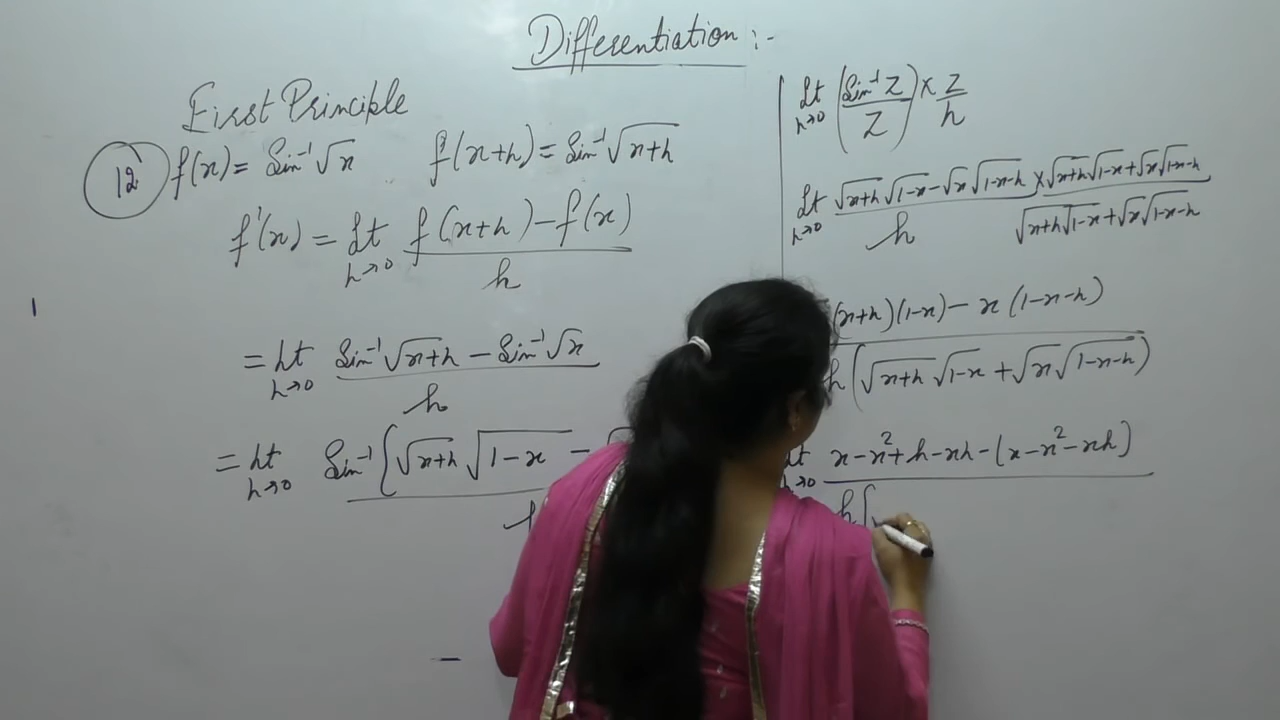 Differentiation :-
First Principle
12 f(x) = Sin⁻¹√x f(x+h) = Sin⁻¹√x+h
f'(x) = Lt h→0 f(x+h) - f(x) / h
= Lt h→0 Sin⁻¹√x+h - Sin⁻¹√x / h
= Lt h→0 Sin⁻¹[√x+h √1-x -
Lt h→0 (Sin⁻¹ Z / Z) × Z / h
Lt h→0 √x+h √1-x - √x √1-x-h / h × √x+h √1-x + √x √1-x-h / √x+h √1-x + √x √1-x-h
(x+h)(1-x) - x(1-x-h) / h(√x+h √1-x + √x √1-x-h)
Lt h→0 x-x²+h-xh-(x-x²-xh) / h[